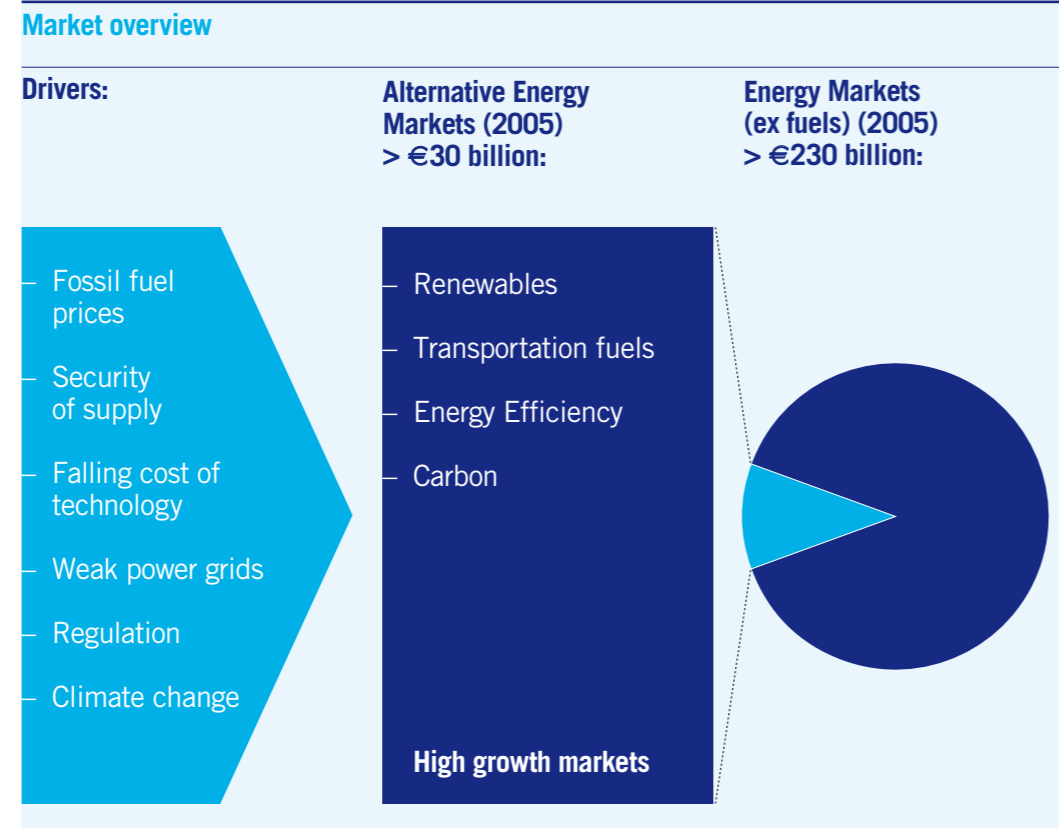 Market overview
Drivers:
Alternative Energy
Markets (2005)
> €30 billion:
Energy Markets
(ex fuels) (2005)
> €230 billion:
– Fossil fuel
prices
– Security
of supply
– Falling cost of
technology
– Weak power grids
– Regulation
– Climate change
– Renewables
– Transportation fuels
– Energy Efficiency
– Carbon
High growth markets